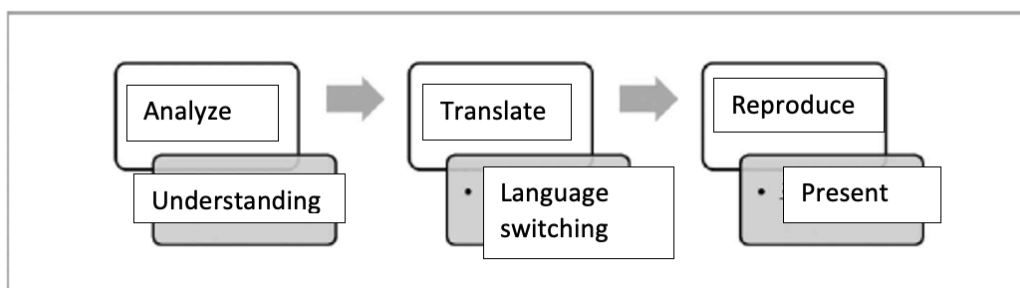 Analyze
Understanding
Translate
• Language
switching
Reproduce
• Present